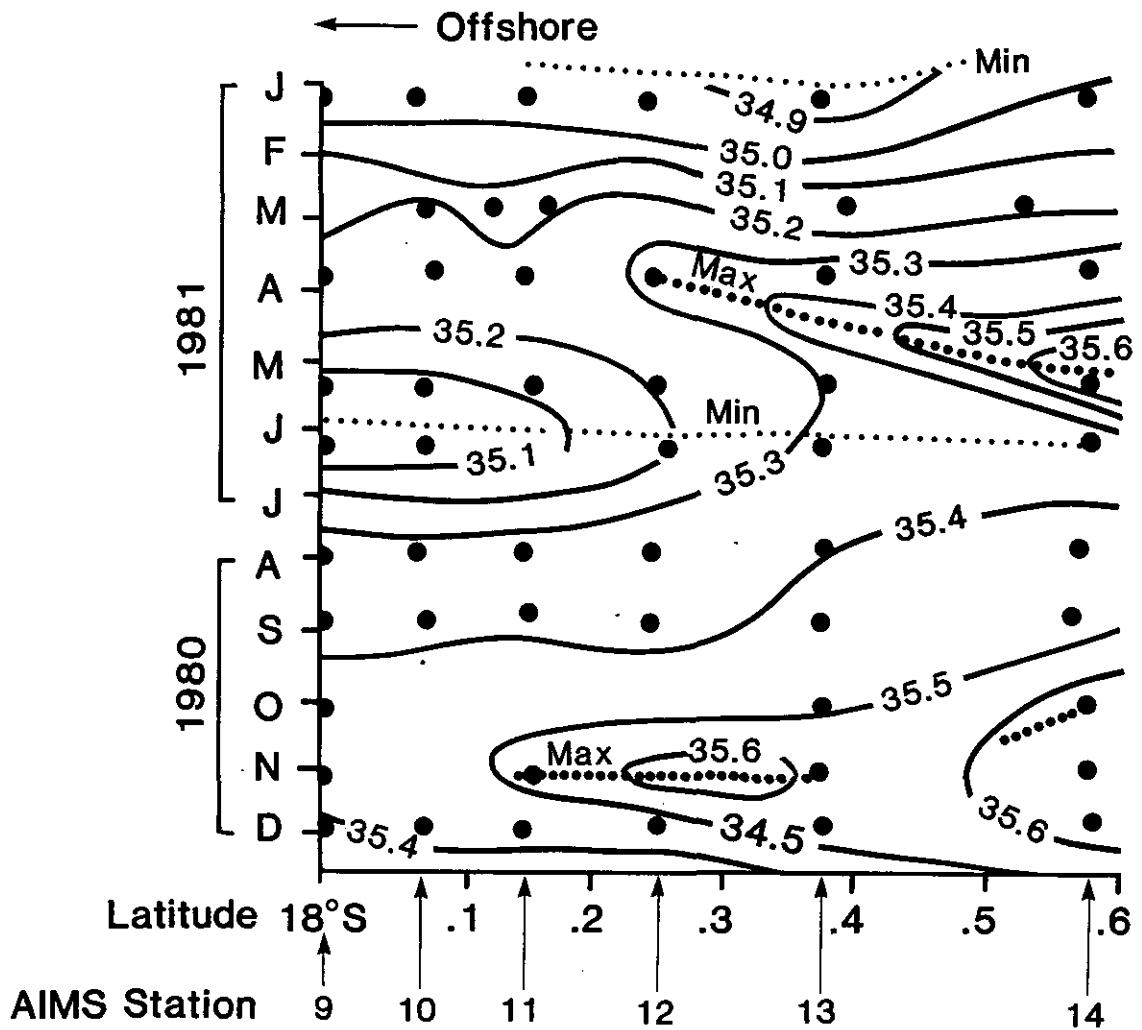 Offshore
Min
J
34.9
35.0
F
35.1
M
35.2
35.3
Max
A
35.4
35.5
35.2
35.6
M
1981
Min
J
35.1
35.3
J
35.4
A
S
1980
35.5
O
Max
35.6
N
35.6
34.5
D
35.4
Latitude 18°S .1 .2 .3 .4 .5 .6
AIMS Station 9 10 11 12 13 14